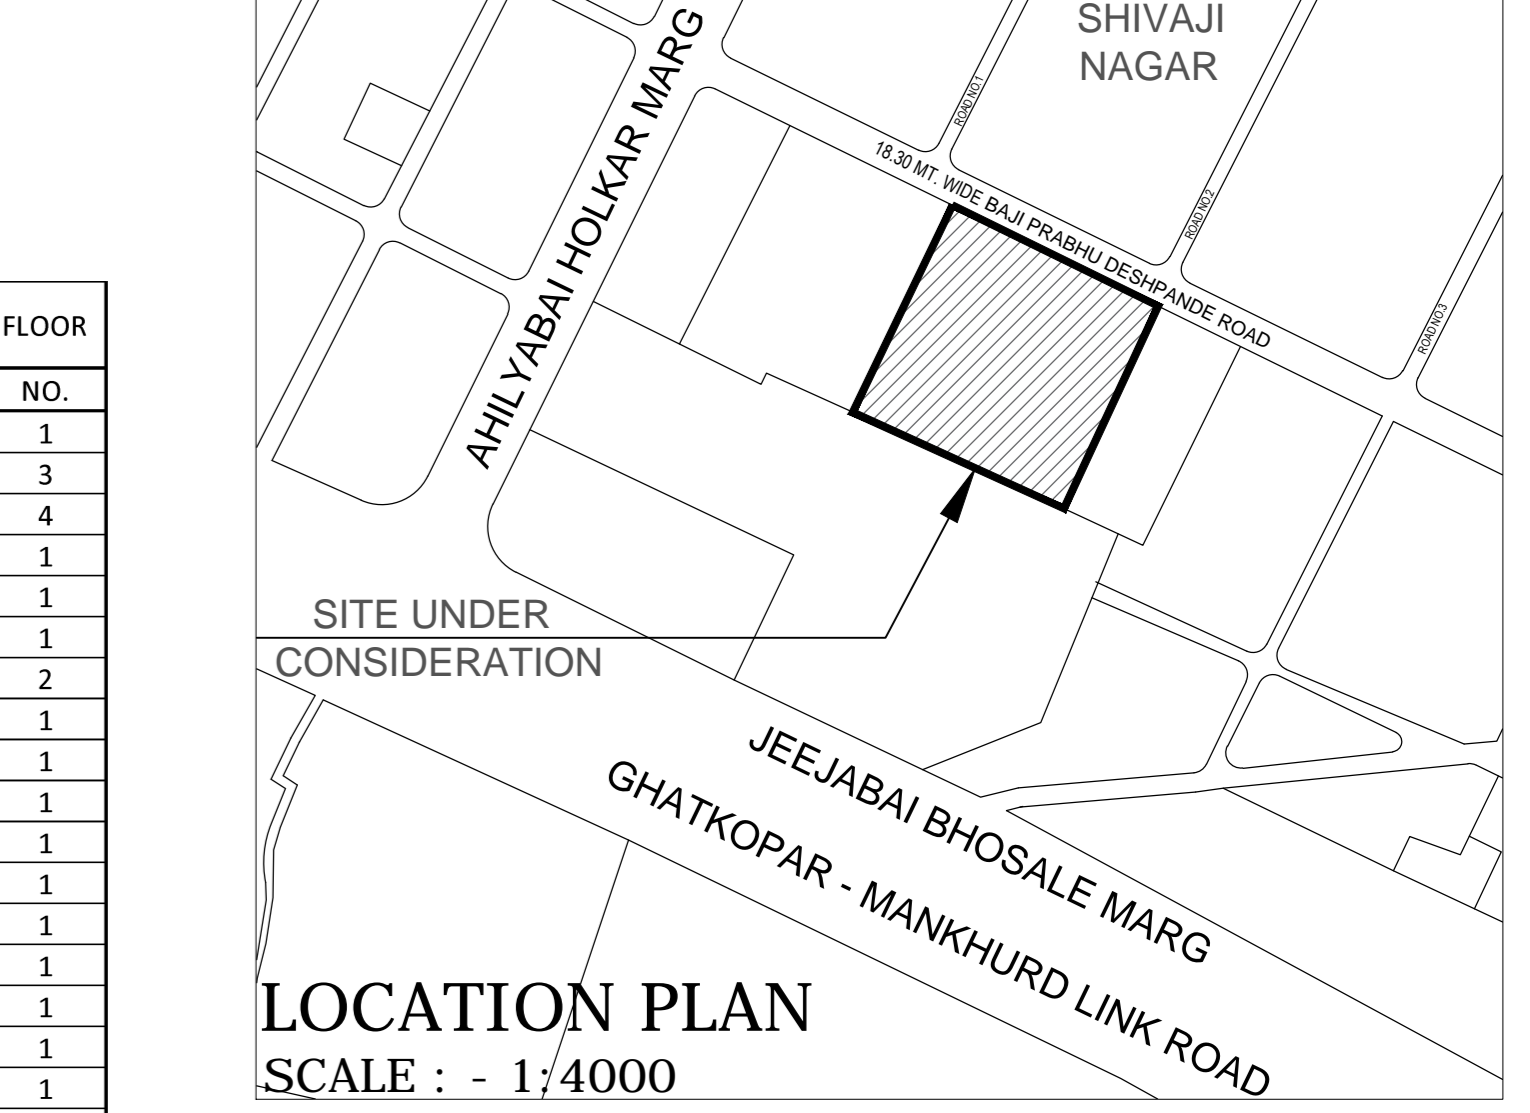 FLOOR
NO.
1
3
4
1
1
1
2
1
1
1
1
1
1
1
1
1
1
SHIVAJI
NAGAR
AHILYABAI HOLKAR MARG
ROAD NO.1
18.30 MT. WIDE BAJI PRABHU DESHPANDE ROAD
ROAD NO.2
ROAD NO.3
SITE UNDER
CONSIDERATION
JEEJABAI BHOSALE MARG
GHATKOPAR - MANKHURD LINK ROAD
LOCATION PLAN
SCALE : - 1:4000